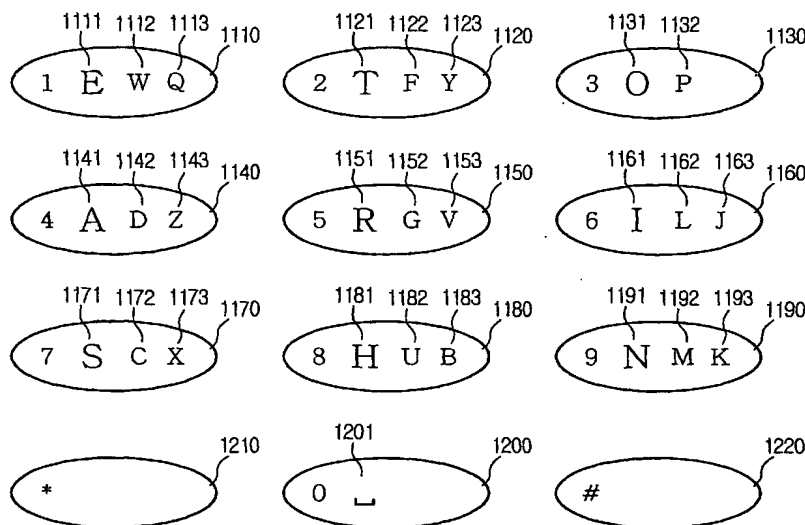 1111 1112 1113 1110 1121 1122 1123 1120 1131 1132 1130
1 E W Q 2 T F Y 3 O P
1141 1142 1143 1140 1151 1152 1153 1150 1161 1162 1163 1160
4 A D Z 5 R G V 6 I L J
1171 1172 1173 1170 1181 1182 1183 1180 1191 1192 1193 1190
7 S C X 8 H U B 9 N M K
1210 1201 1200 1220
* 0 ␣ #